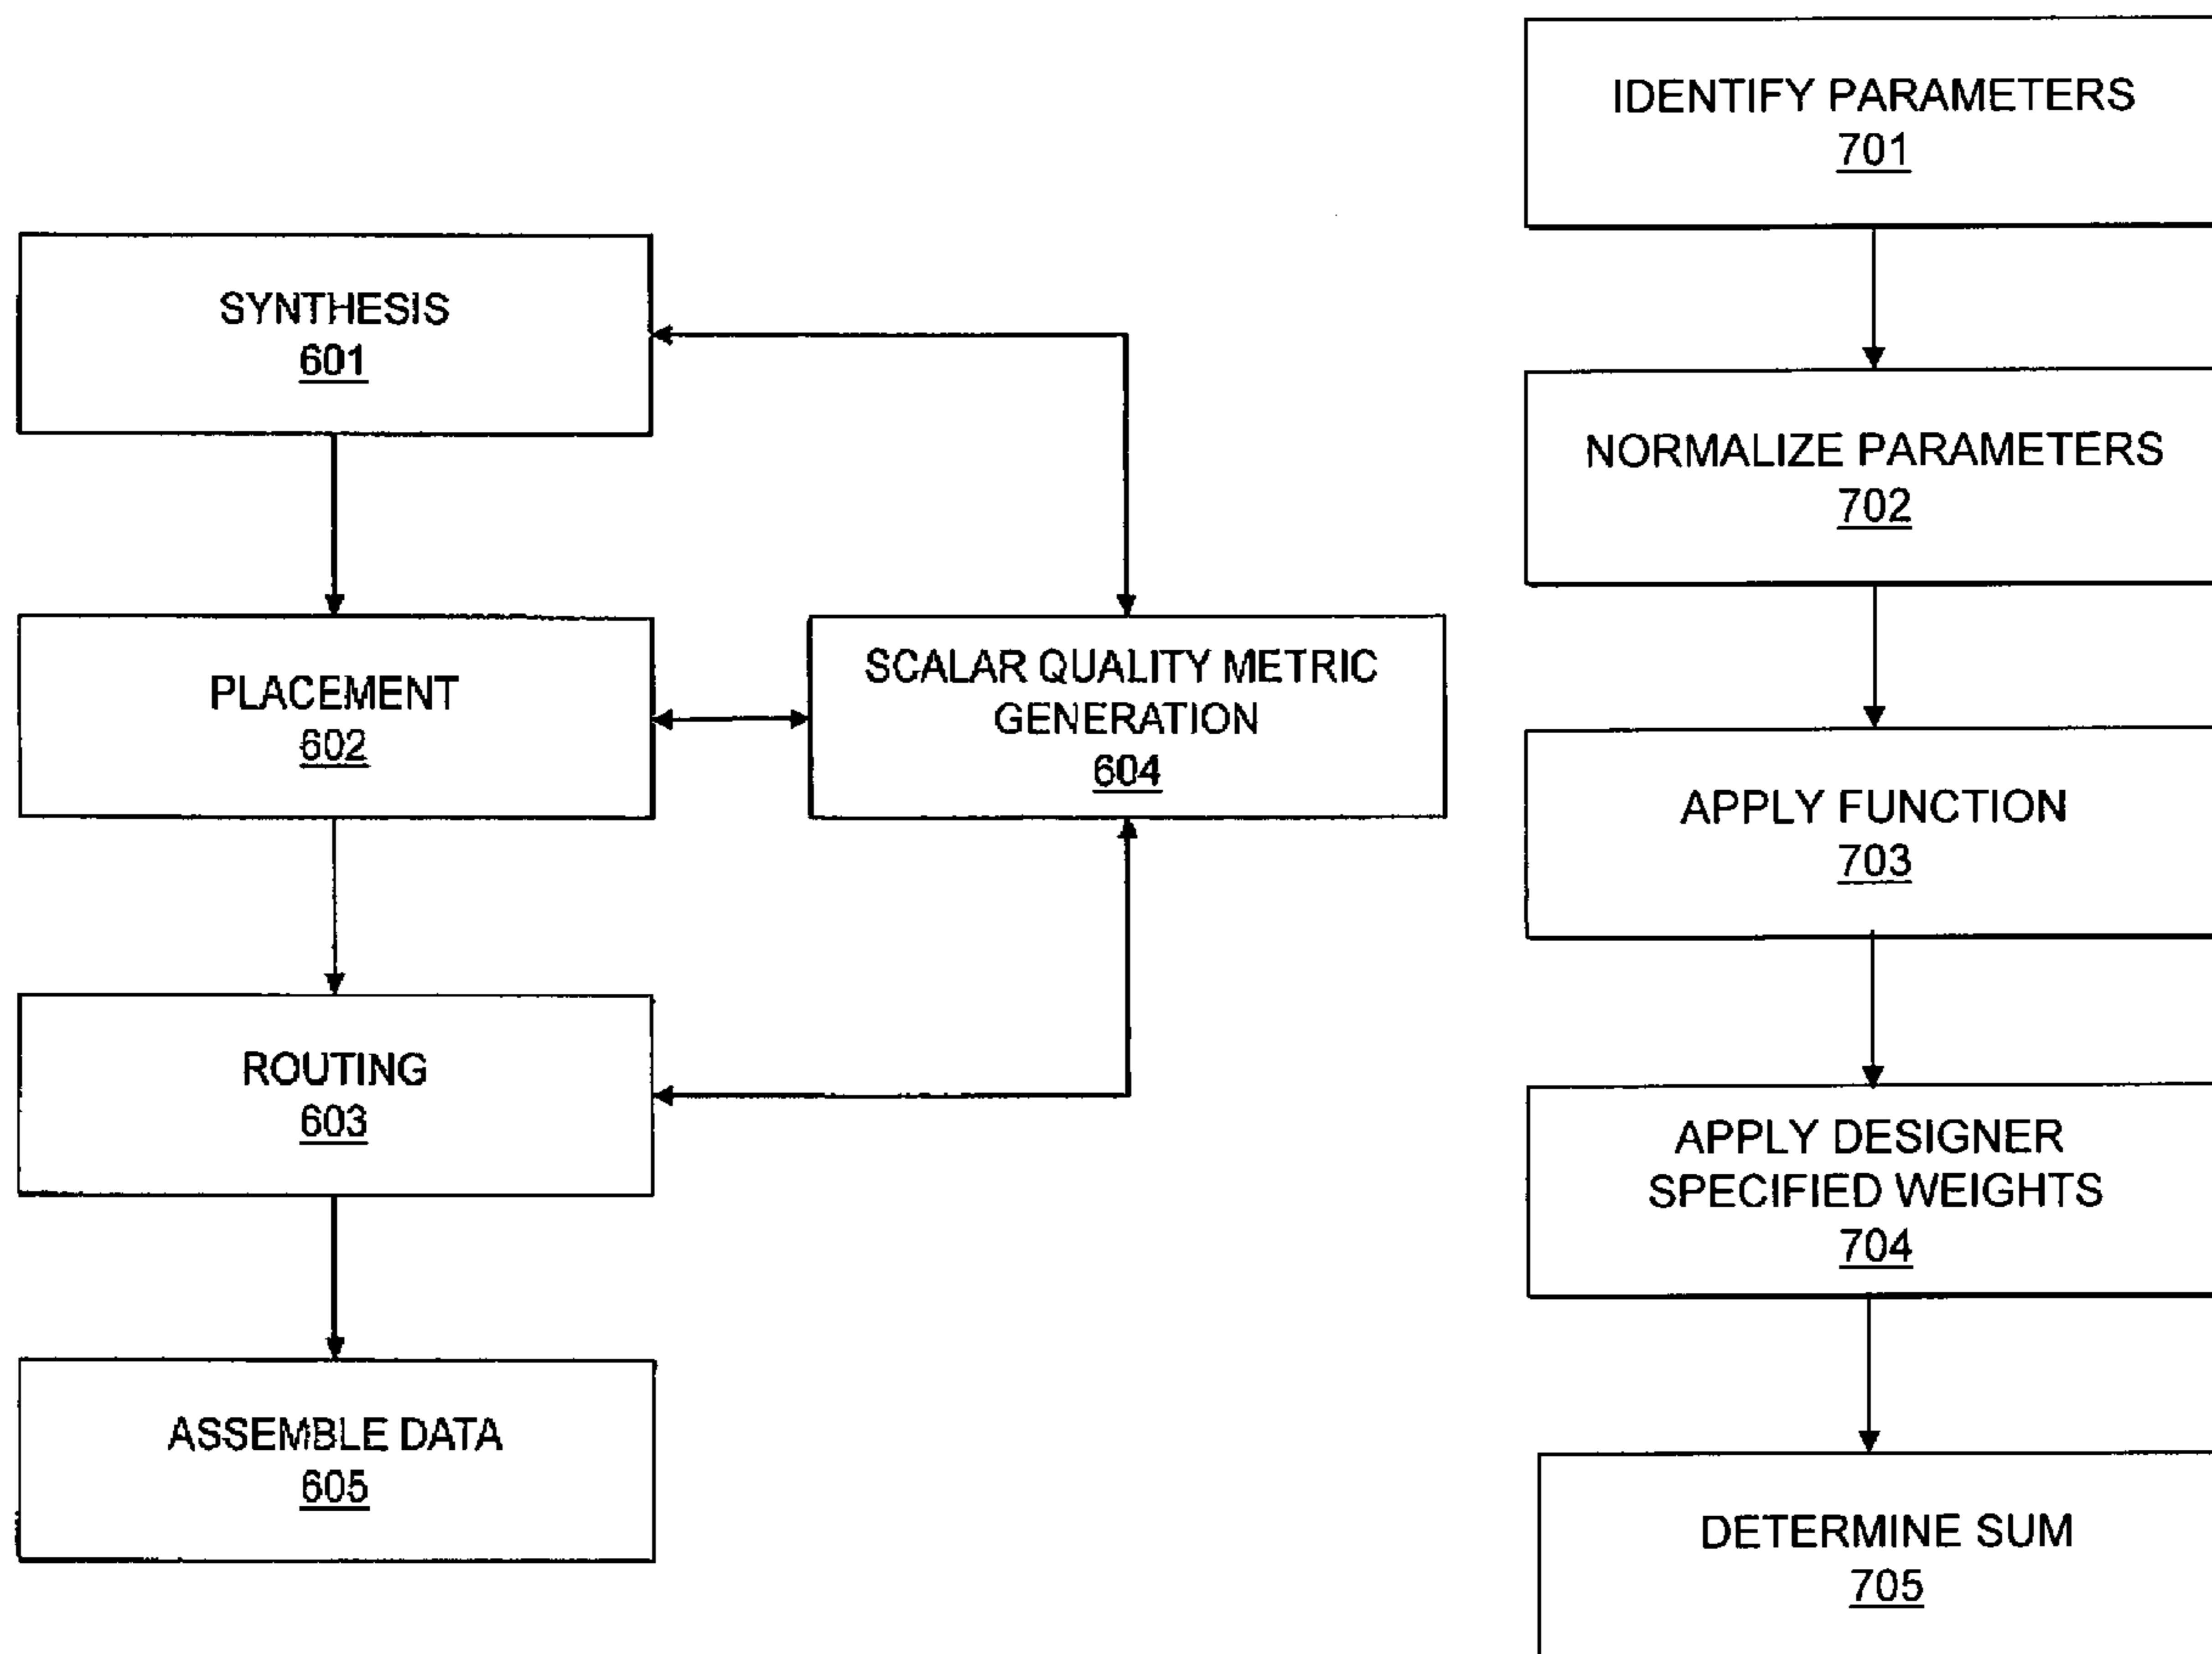 SYNTHESIS
601
PLACEMENT
602
SCALAR QUALITY METRIC
GENERATION
604
ROUTING
603
ASSEMBLE DATA
605
IDENTIFY PARAMETERS
701
NORMALIZE PARAMETERS
702
APPLY FUNCTION
703
APPLY DESIGNER
SPECIFIED WEIGHTS
704
DETERMINE SUM
705